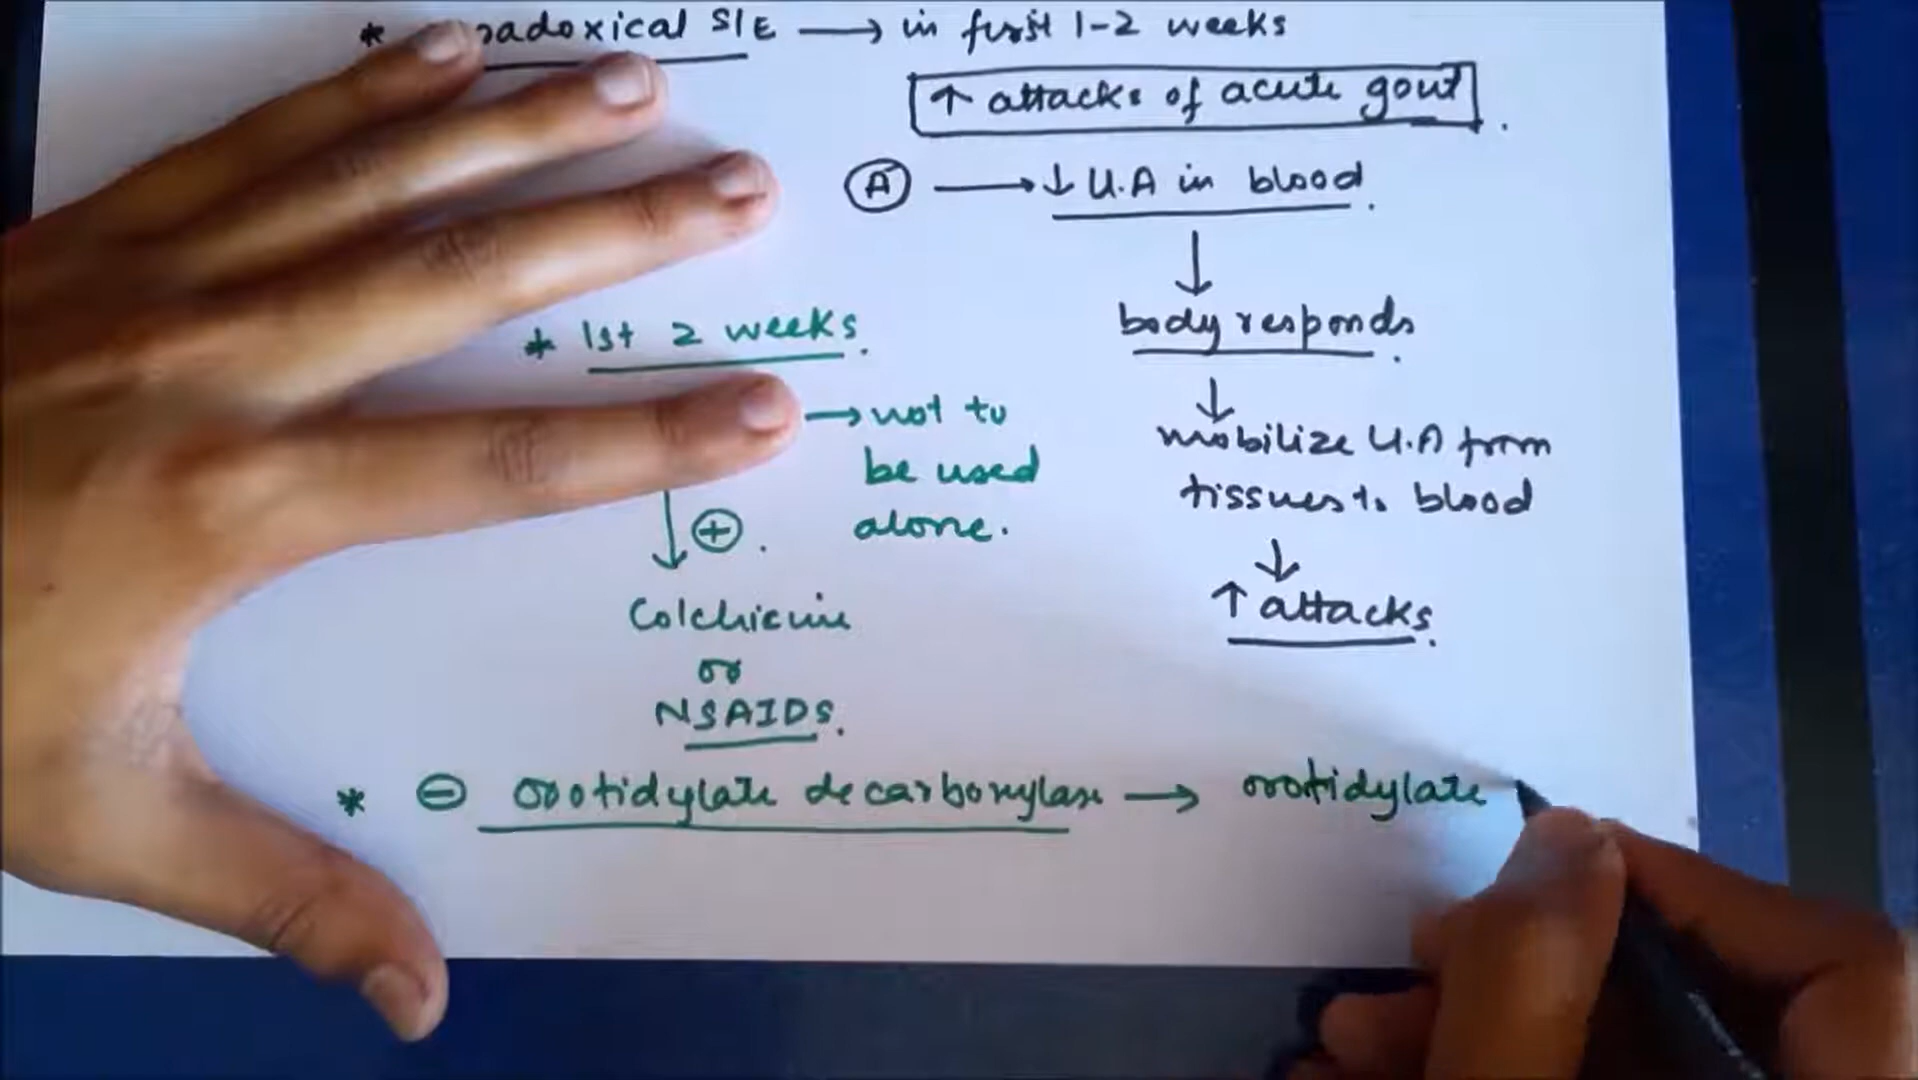 * radoxical S/E → in first 1-2 weeks
↑ attacks of acute gout.
Ⓐ → ↓ U.A in blood.
↓
body responds.
↓
mobilize U.A from
tissues to blood
↓
↑ attacks.
* 1st 2 weeks.
→ not to
be used
alone.
↓ ⊕.
Colchicine
or
NSAIDS.
* ⊖ orotidylate decarboxylase → orotidylate